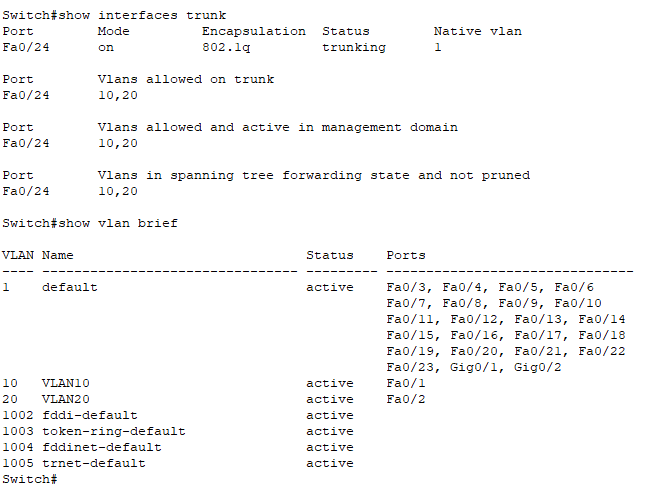 Switch#show interfaces trunk
Port        Mode         Encapsulation  Status        Native vlan
Fa0/24      on           802.1q         trunking      1
Port        Vlans allowed on trunk
Fa0/24      10,20
Port        Vlans allowed and active in management domain
Fa0/24      10,20
Port        Vlans in spanning tree forwarding state and not pruned
Fa0/24      10,20
Switch#show vlan brief
VLAN Name                             Status    Ports
---- -------------------------------- --------- -------------------------------
1    default                          active    Fa0/3, Fa0/4, Fa0/5, Fa0/6
                                                Fa0/7, Fa0/8, Fa0/9, Fa0/10
                                                Fa0/11, Fa0/12, Fa0/13, Fa0/14
                                                Fa0/15, Fa0/16, Fa0/17, Fa0/18
                                                Fa0/19, Fa0/20, Fa0/21, Fa0/22
                                                Fa0/23, Gig0/1, Gig0/2
10   VLAN10                           active    Fa0/1
20   VLAN20                           active    Fa0/2
1002 fddi-default                     active
1003 token-ring-default               active
1004 fddinet-default                  active
1005 trnet-default                    active
Switch#